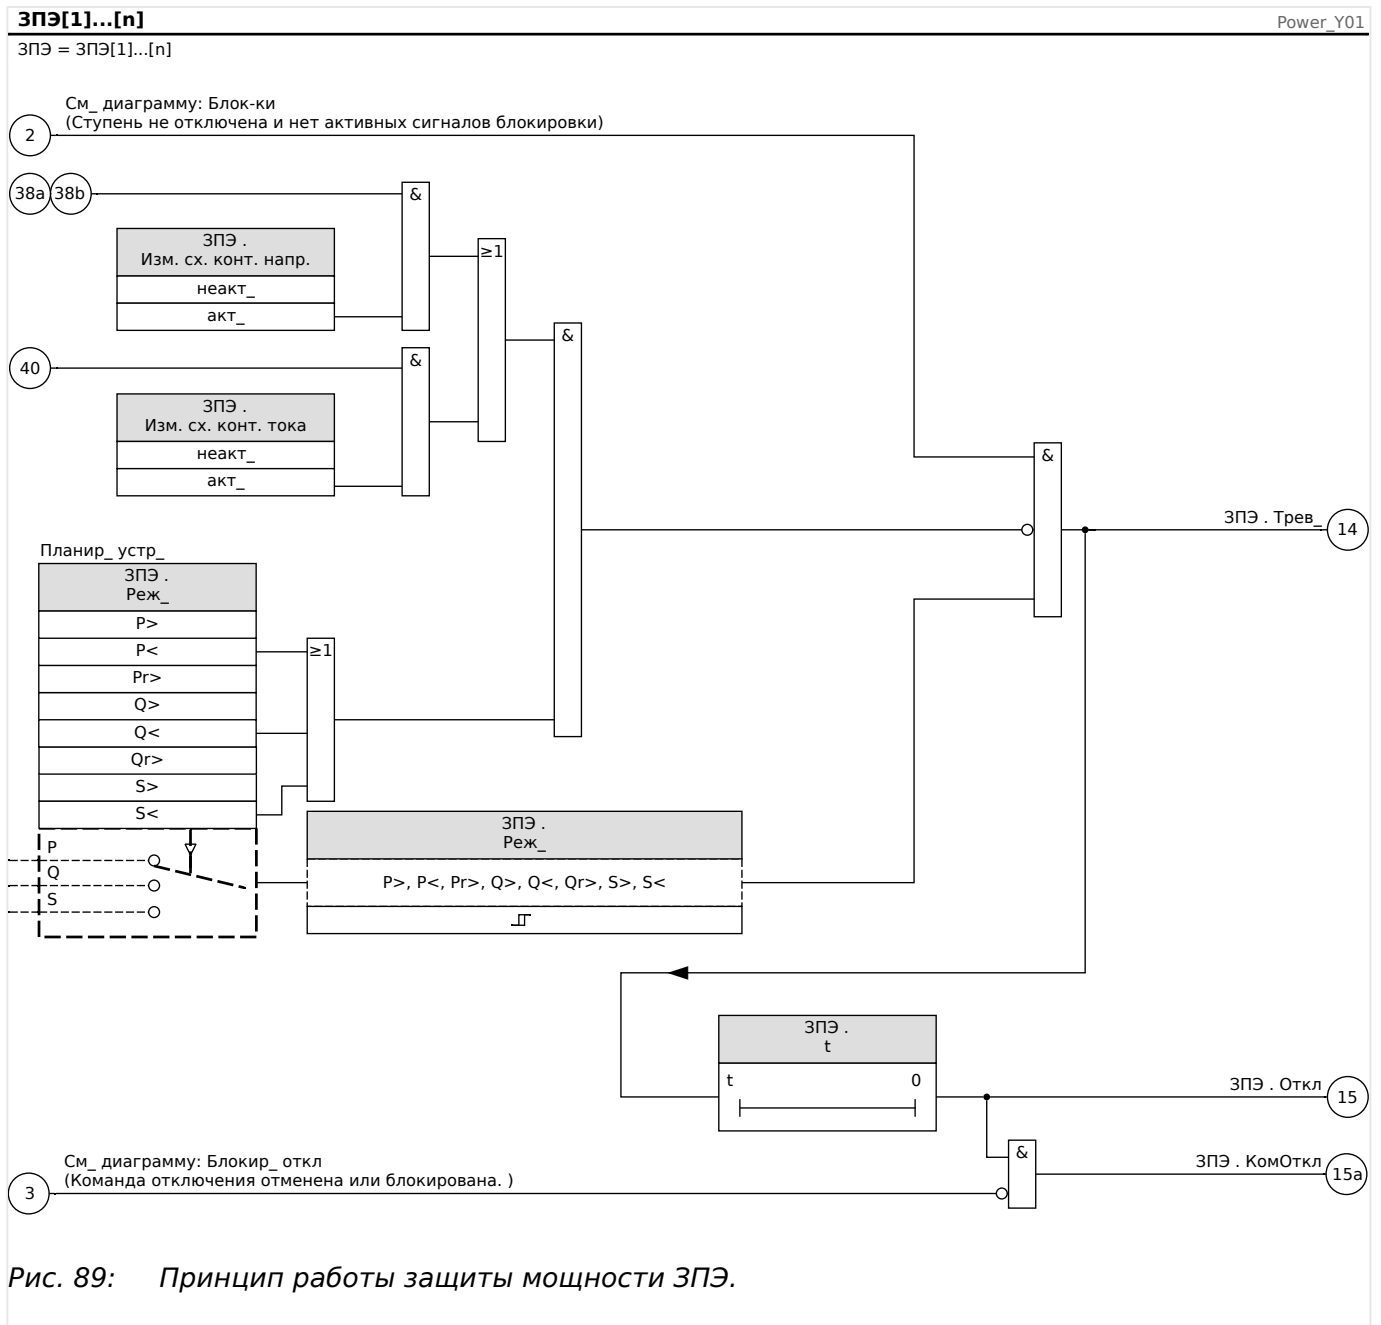 ЗПЭ[1]...[n]
Power_Y01
ЗПЭ = ЗПЭ[1]...[n]
См_ диаграмму: Блок-ки
(Ступень не отключена и нет активных сигналов блокировки)
2
38a 38b
&
ЗПЭ .
Изм. сх. конт. напр.
неакт_
акт_
≥1
&
40
&
ЗПЭ .
Изм. сх. конт. тока
неакт_
акт_
&
ЗПЭ . Трев_
14
Планир_ устр_
ЗПЭ .
Реж_
P>
P<
Pr>
Q>
Q<
Qr>
S>
S<
≥1
P
Q
S
ЗПЭ .
Реж_
P>, P<, Pr>, Q>, Q<, Qr>, S>, S<
ЗПЭ .
t
t 0
ЗПЭ . Откл
15
&
ЗПЭ . КомОткл
15a
См_ диаграмму: Блокир_ откл
(Команда отключения отменена или блокирована. )
3
Рис. 89: Принцип работы защиты мощности ЗПЭ.